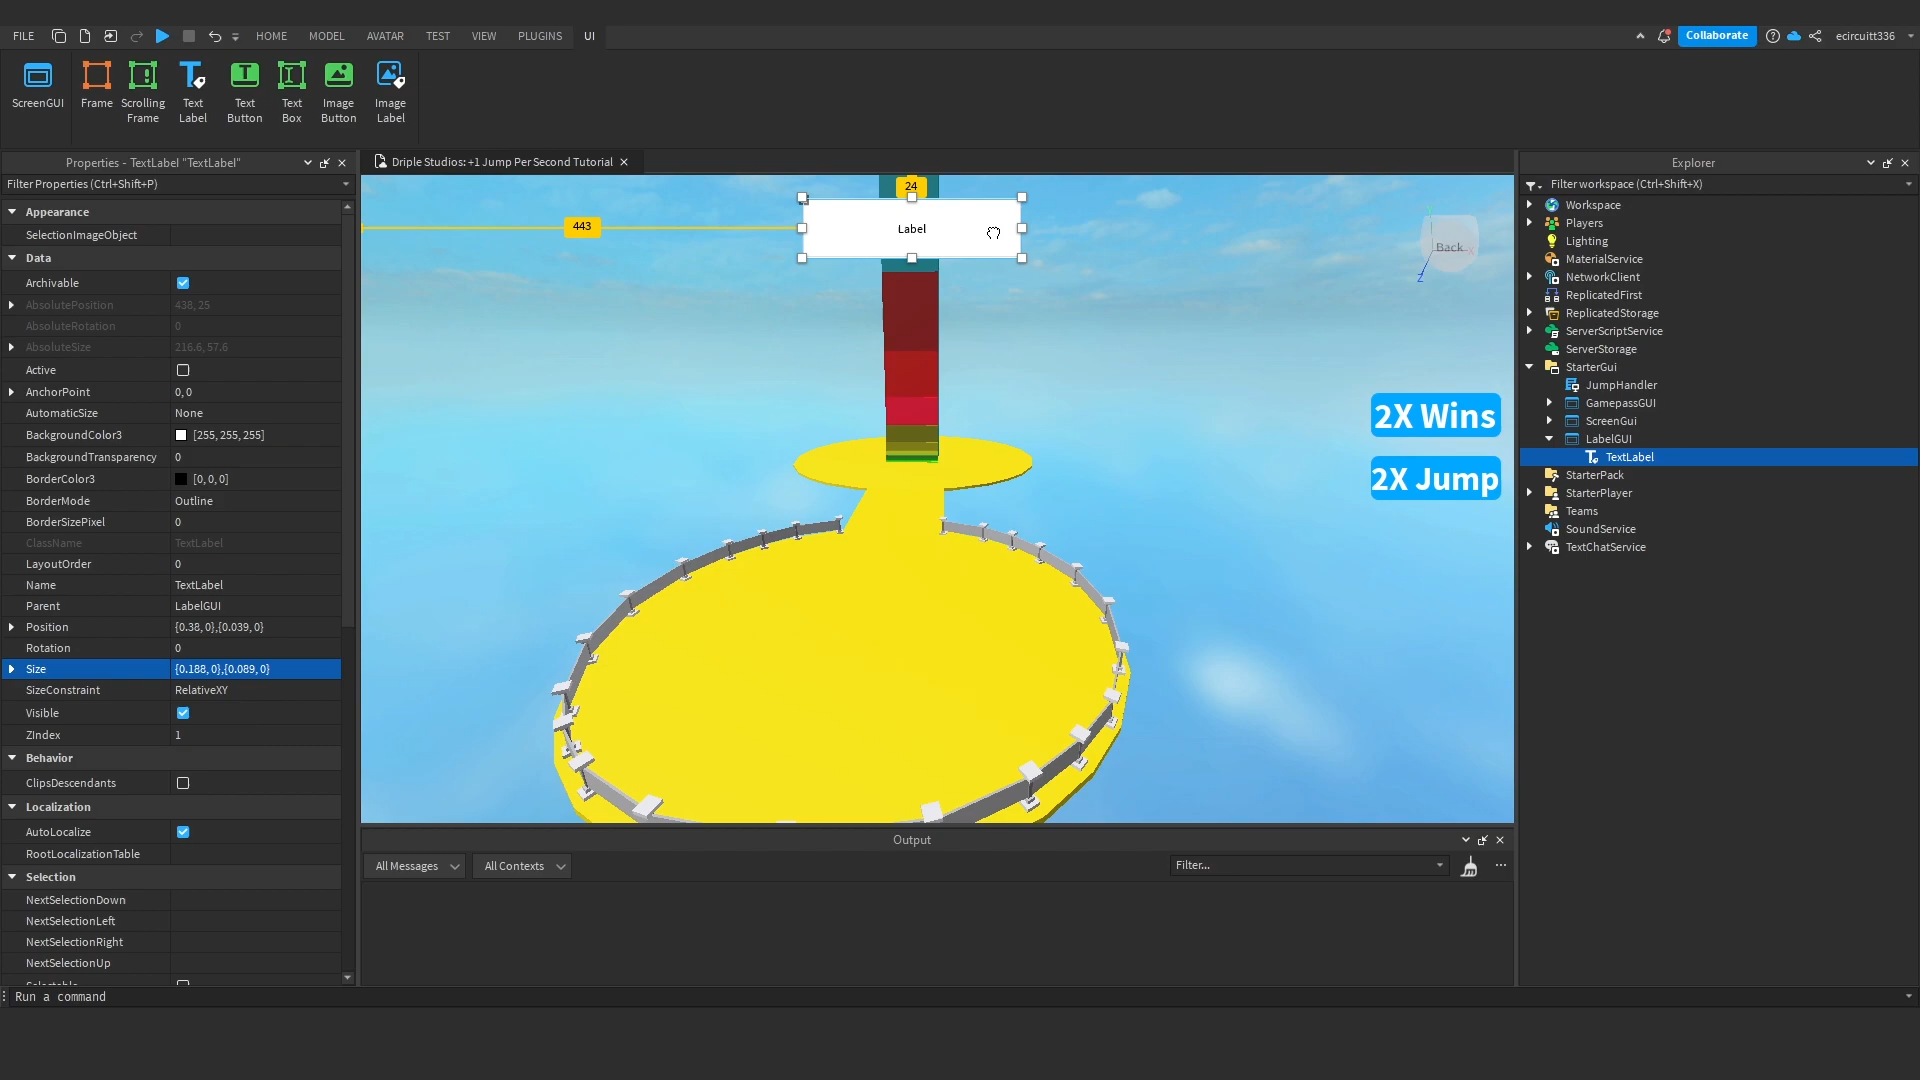 FILE HOME MODEL AVATAR TEST VIEW PLUGINS UI Collaborate ecircuitt336
ScreenGUI Frame Scrolling Frame Text Label Text Button Text Box Image Button Image Label
Properties - TextLabel "TextLabel"
Filter Properties (Ctrl+Shift+P)
Appearance
SelectionImageObject
Data
Archivable
AbsolutePosition 438, 25
AbsoluteRotation 0
AbsoluteSize 216.6, 57.6
Active
AnchorPoint 0, 0
AutomaticSize None
BackgroundColor3 [255, 255, 255]
BackgroundTransparency 0
BorderColor3 [0, 0, 0]
BorderMode Outline
BorderSizePixel 0
ClassName TextLabel
LayoutOrder 0
Name TextLabel
Parent LabelGUI
Position {0.38, 0},{0.039, 0}
Rotation 0
Size {0.188, 0},{0.089, 0}
SizeConstraint RelativeXY
Visible
ZIndex 1
Behavior
ClipsDescendants
Localization
AutoLocalize
RootLocalizationTable
Selection
NextSelectionDown
NextSelectionLeft
NextSelectionRight
NextSelectionUp
Driple Studios: +1 Jump Per Second Tutorial
24
443
Label
Back
Z
2X Wins
2X Jump
Output
All Messages All Contexts Filter...
Explorer
Filter workspace (Ctrl+Shift+X)
Workspace
Players
Lighting
MaterialService
NetworkClient
ReplicatedFirst
ReplicatedStorage
ServerScriptService
ServerStorage
StarterGui
JumpHandler
GamepassGUI
ScreenGui
LabelGUI
TextLabel
StarterPack
StarterPlayer
Teams
SoundService
TextChatService
Run a command